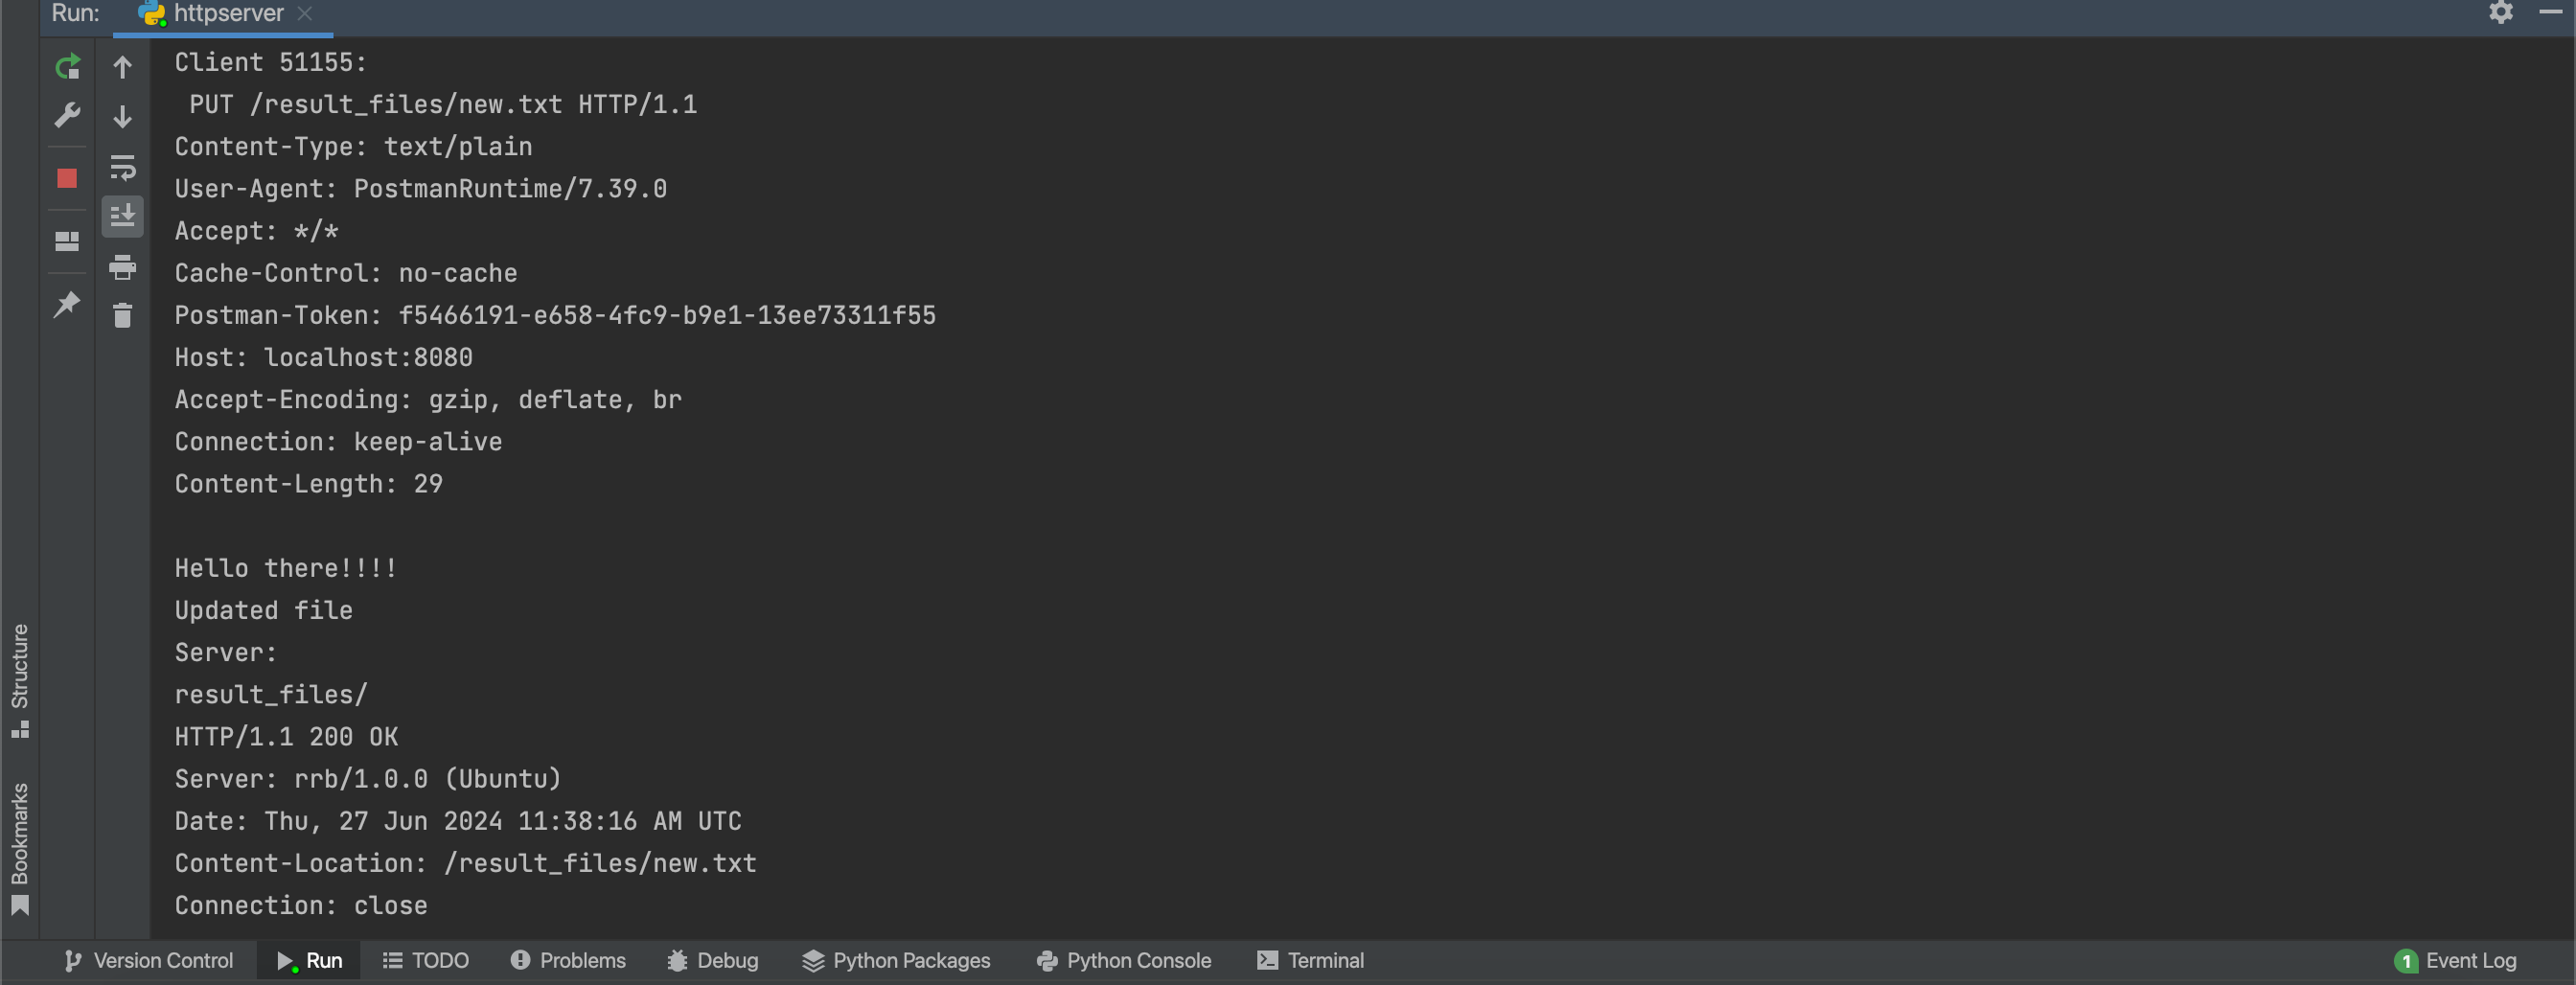 Run: httpserver
Client 51155:
PUT /result_files/new.txt HTTP/1.1
Content-Type: text/plain
User-Agent: PostmanRuntime/7.39.0
Accept: */*
Cache-Control: no-cache
Postman-Token: f5466191-e658-4fc9-b9e1-13ee73311f55
Host: localhost:8080
Accept-Encoding: gzip, deflate, br
Connection: keep-alive
Content-Length: 29
Hello there!!!!
Updated file
Server:
result_files/
HTTP/1.1 200 OK
Server: rrb/1.0.0 (Ubuntu)
Date: Thu, 27 Jun 2024 11:38:16 AM UTC
Content-Location: /result_files/new.txt
Connection: close
Structure
Bookmarks
Version Control Run TODO Problems Debug Python Packages Python Console Terminal 1 Event Log